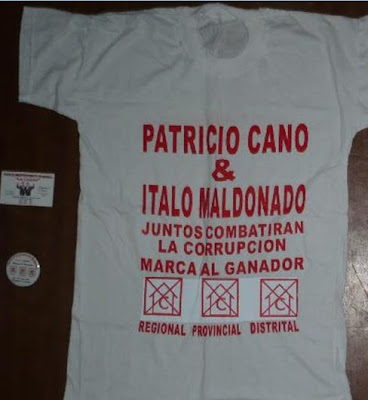 PATRICIO CANO
&
ITALO MALDONADO
JUNTOS COMBATIRAN
LA CORRUPCION
MARCA AL GANADOR
REGIONAL PROVINCIAL DISTRITAL